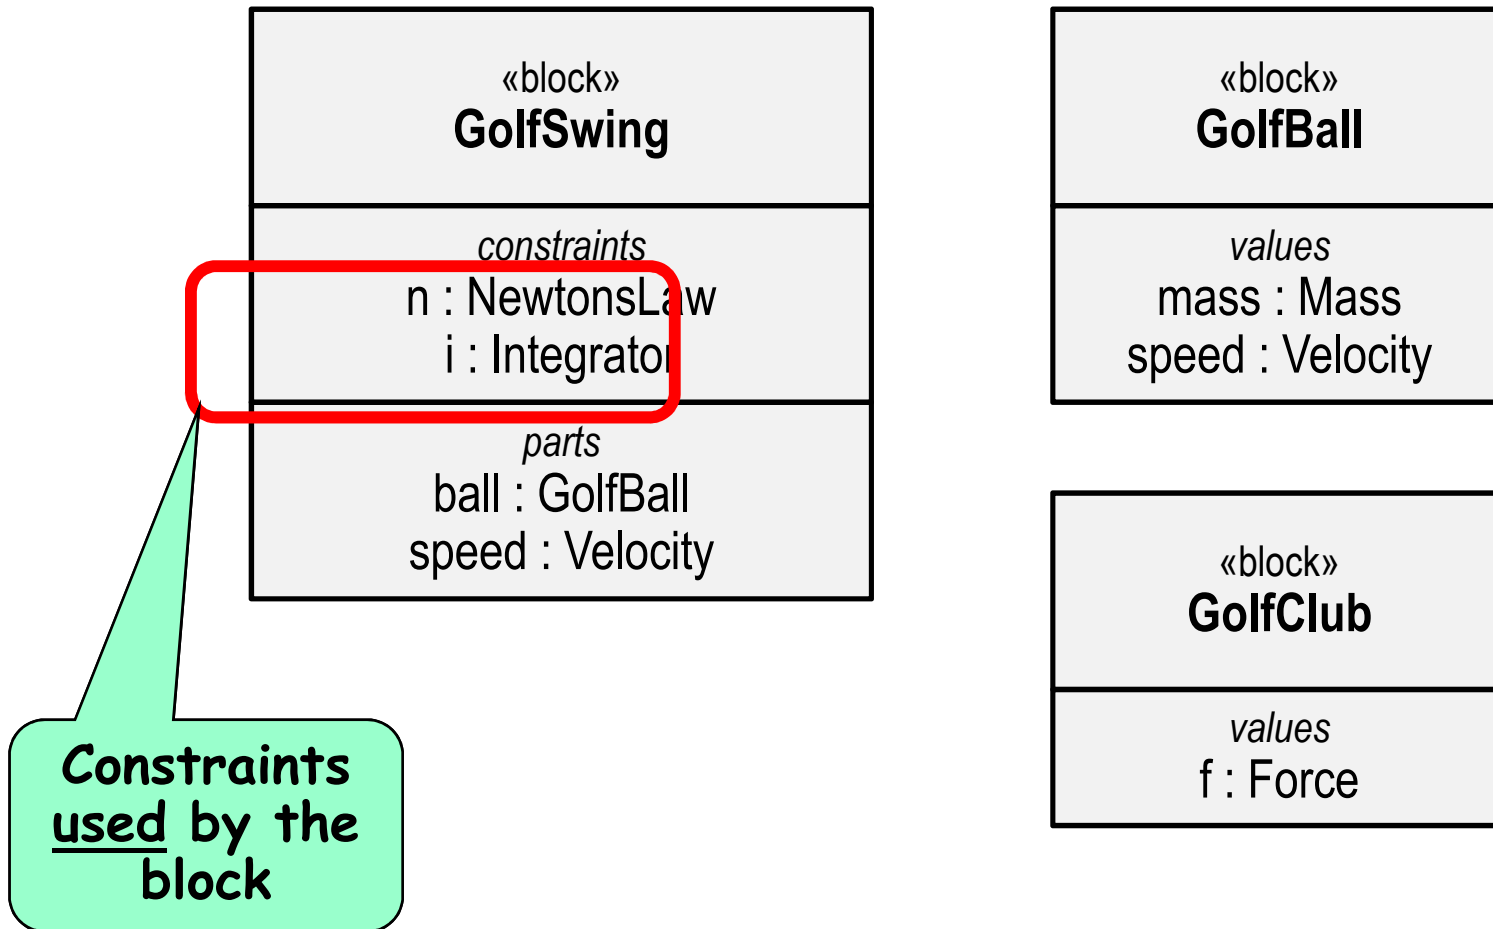 «block»
GolfSwing
constraints
n : NewtonsLaw
i : Integrator
parts
ball : GolfBall
speed : Velocity
«block»
GolfBall
values
mass : Mass
speed : Velocity
«block»
GolfClub
values
f : Force
Constraints
used by the
block